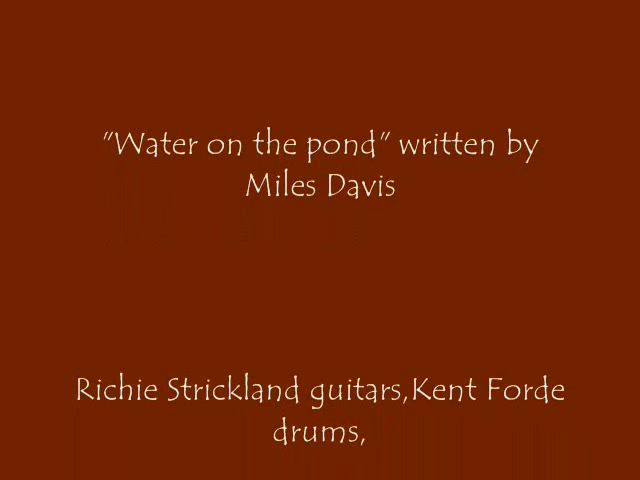 "Water on the pond" written by
Miles Davis
Richie Strickland guitars,Kent Forde
drums,